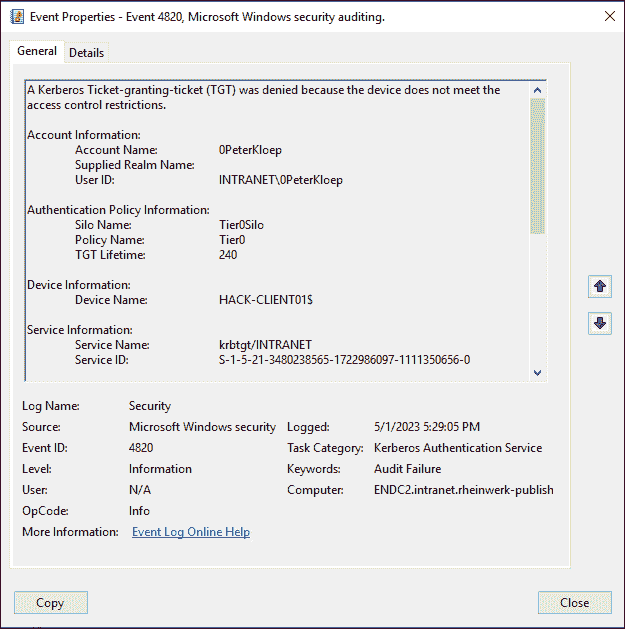 Event Properties - Event 4820, Microsoft Windows security auditing.
General Details
A Kerberos Ticket-granting-ticket (TGT) was denied because the device does not meet the
access control restrictions.
Account Information:
Account Name: 0PeterKloep
Supplied Realm Name:
User ID: INTRANET\0PeterKloep
Authentication Policy Information:
Silo Name: Tier0Silo
Policy Name: Tier0
TGT Lifetime: 240
Device Information:
Device Name: HACK-CLIENT01$
Service Information:
Service Name: krbtgt/INTRANET
Service ID: S-1-5-21-3480238565-1722986097-1111350656-0
Log Name: Security
Source: Microsoft Windows security Logged: 5/1/2023 5:29:05 PM
Event ID: 4820 Task Category: Kerberos Authentication Service
Level: Information Keywords: Audit Failure
User: N/A Computer: ENDC2.intranet.rheinwerk-publish
OpCode: Info
More Information: Event Log Online Help
Copy Close